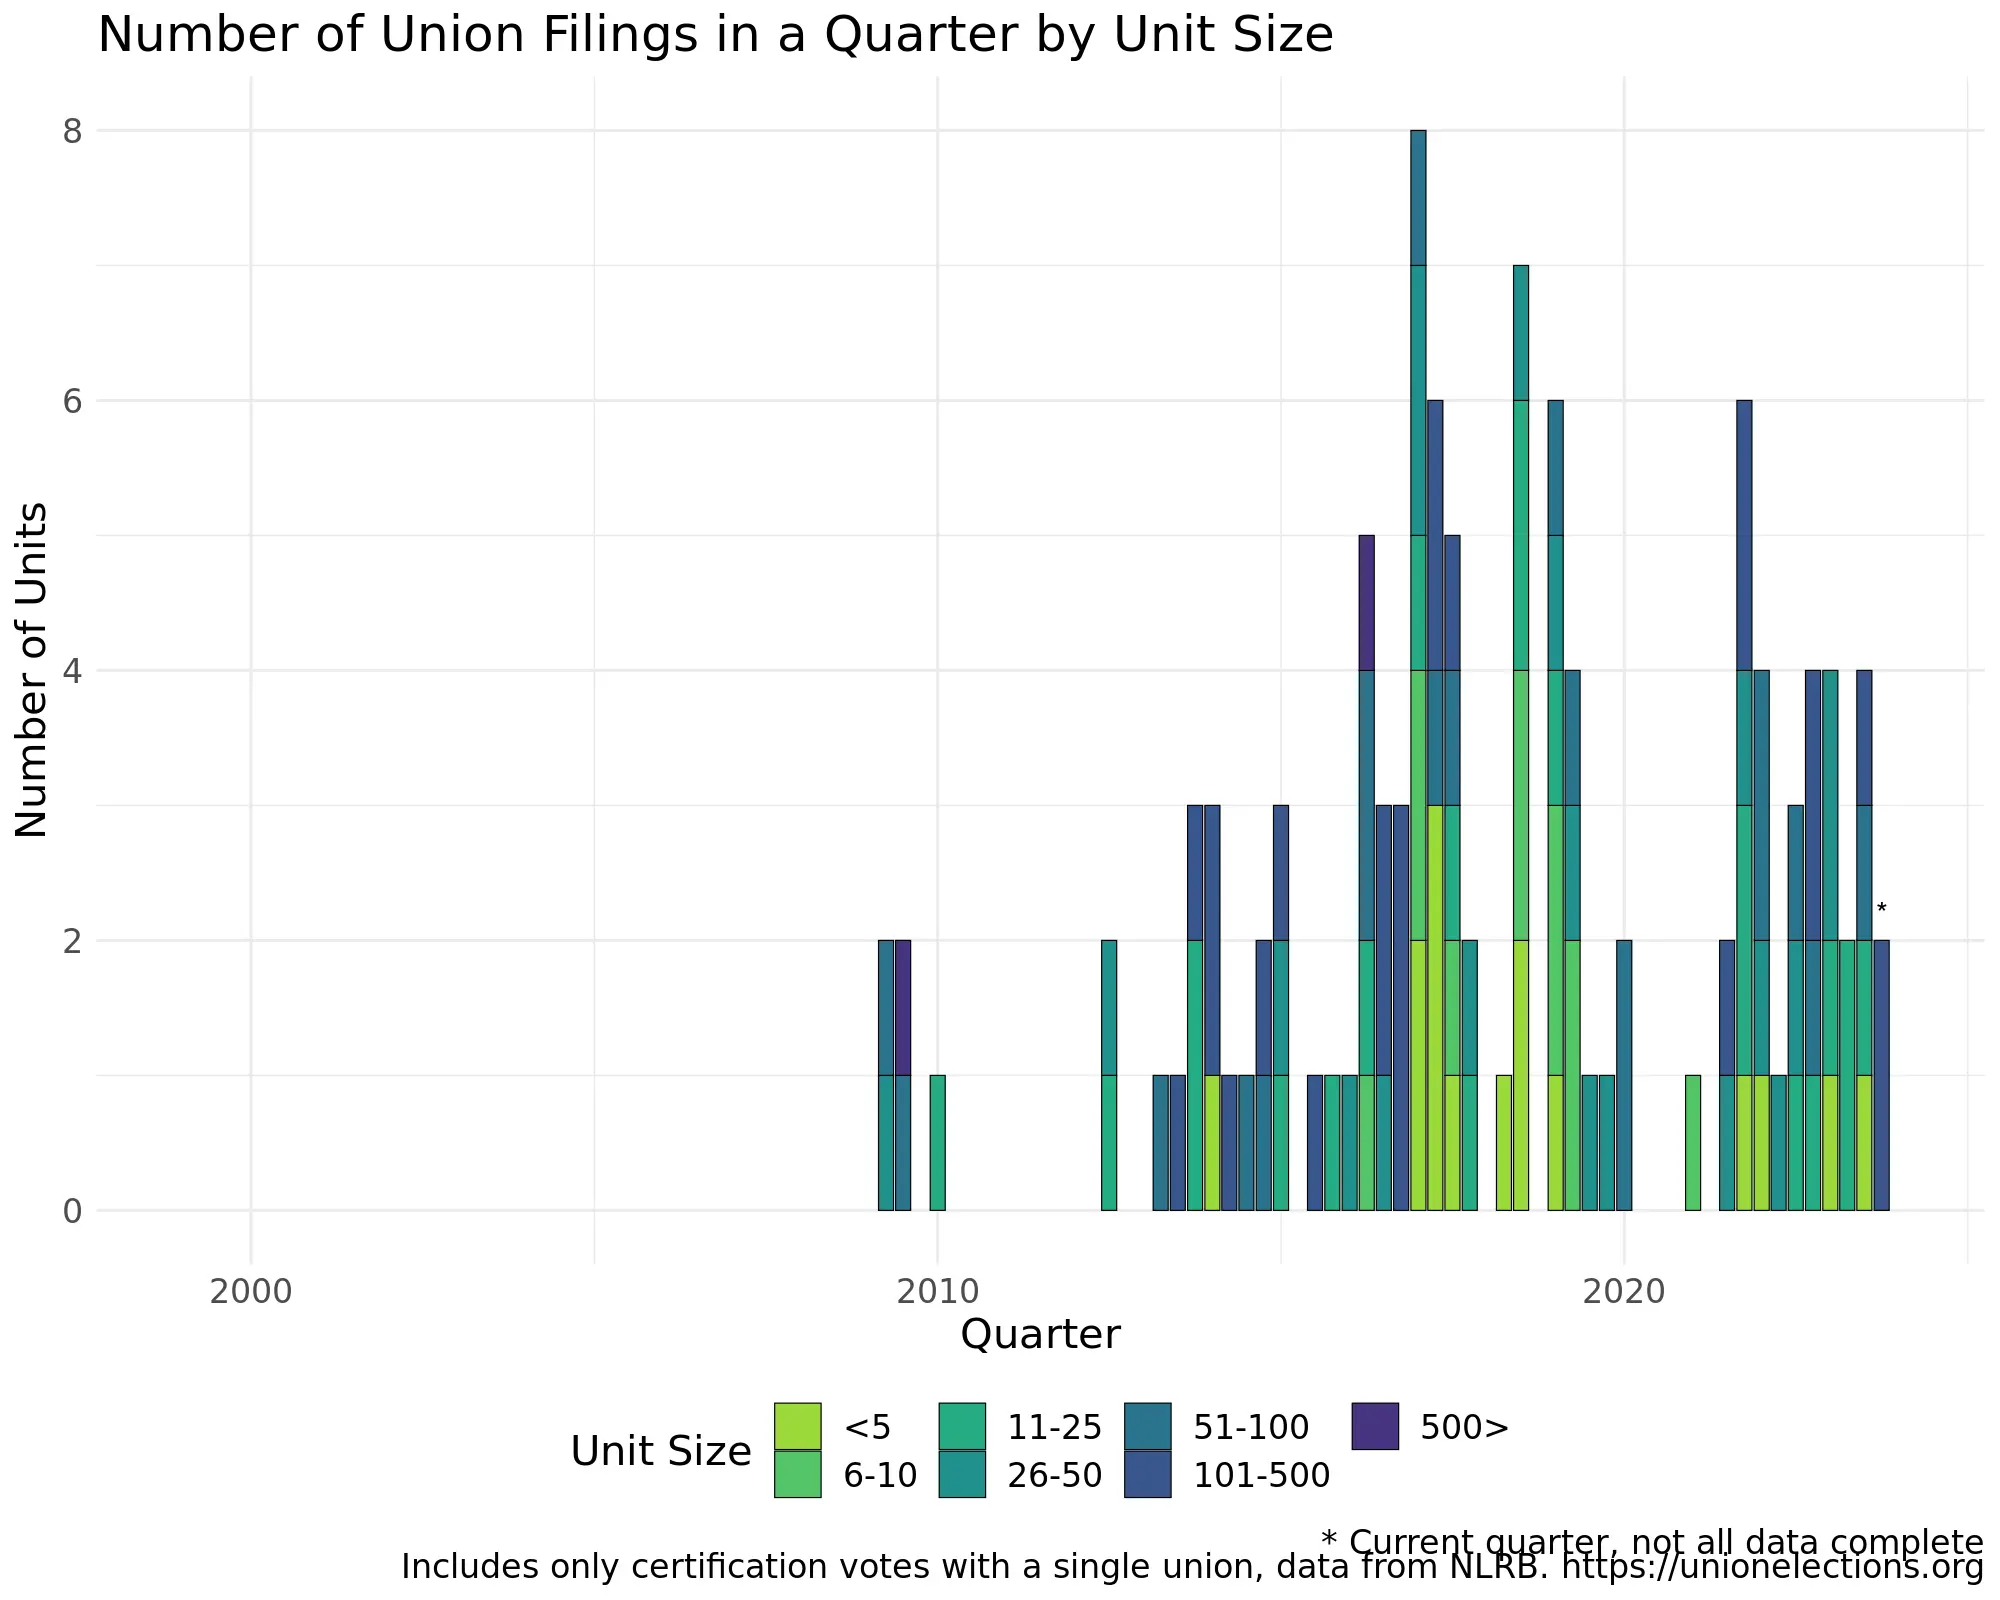 Number of Union Filings in a Quarter by Unit Size
Number of Units
8
6
4
2
0
*
2000 2010 2020
Quarter
Unit Size
<5 11-25 51-100 500>
6-10 26-50 101-500
* Current quarter, not all data complete
Includes only certification votes with a single union, data from NLRB. https://unionelections.org